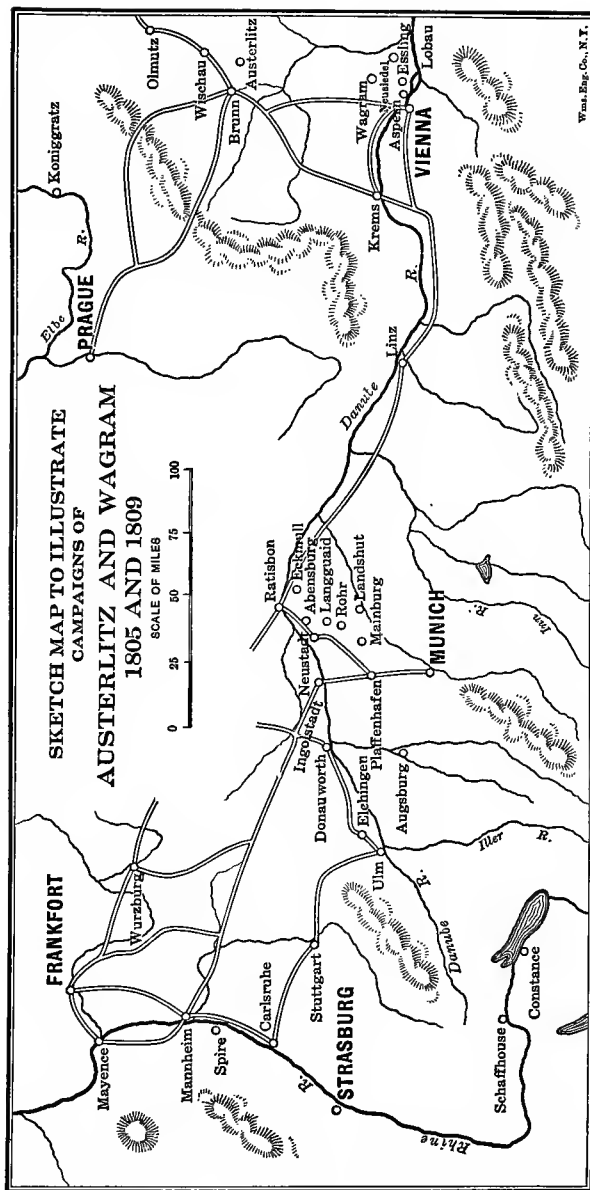 SKETCH MAP TO ILLUSTRATE
CAMPAIGNS OF
AUSTERLITZ AND WAGRAM
1805 AND 1809
SCALE OF MILES
0 25 50 75 100
FRANKFORT
Mayence
Wurzburg
Mannheim
Spire
Carlsruhe
Stuttgart
STRASBURG
R.
Rhine
Schaffhouse
Constance
Danube
R.
Ulm
Iller
R.
Elchingen
Donauworth
Augsburg
Ingolstadt
Neustadt
Ratisbon
Eckmull
Abensburg
Langguaid
Rohr
Landshut
Mainburg
Pfaffenhafen
MUNICH
Inn
R.
Danube
R.
Linz
Krems
VIENNA
Wagram
Neusiedel
Aspern
Essling
Lobau
PRAGUE
Elbe
R.
Koniggratz
Olmutz
Wischau
Brunn
Austerlitz
Wms. Eng. Co., N.Y.